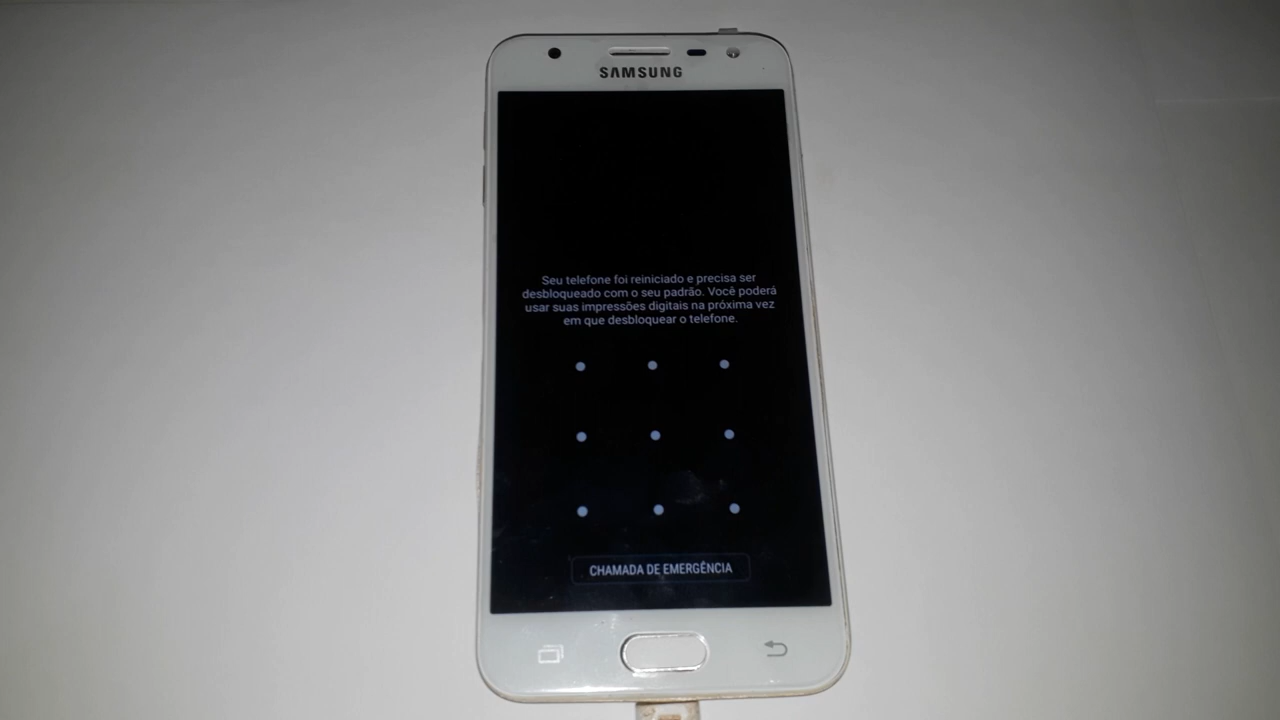 SAMSUNG
Seu telefone foi reiniciado e precisa ser
desbloqueado com o seu padrão. Você poderá
usar suas impressões digitais na próxima vez
em que desbloquear o telefone.
CHAMADA DE EMERGÊNCIA